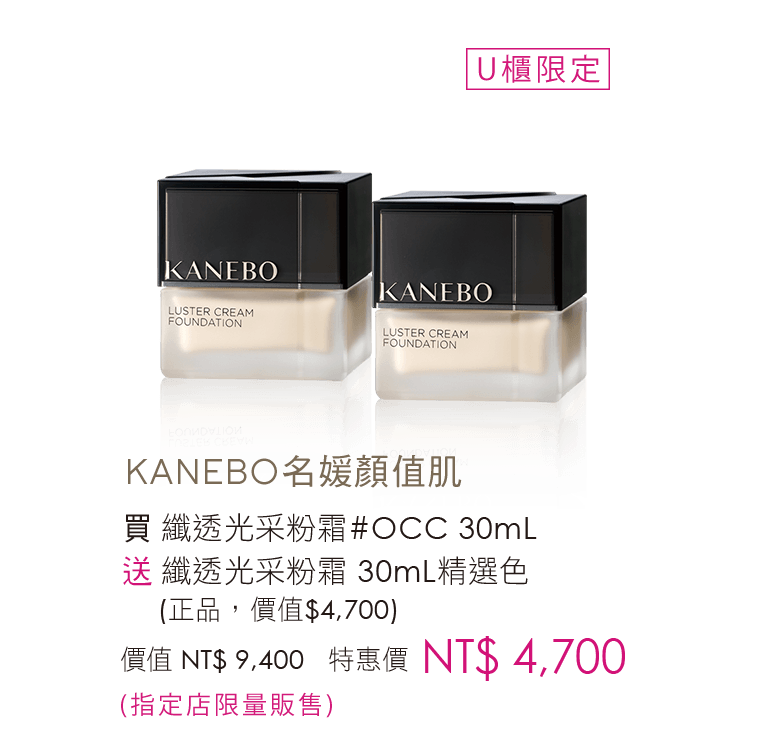 U櫃限定
KANEBO
LUSTER CREAM
FOUNDATION
KANEBO
LUSTER CREAM
FOUNDATION
KANEBO名媛顏值肌
買 纖透光采粉霜#OCC 30mL
送 纖透光采粉霜 30mL精選色
(正品，價值$4,700)
價值 NT$ 9,400 特惠價 NT$ 4,700
(指定店限量販售)